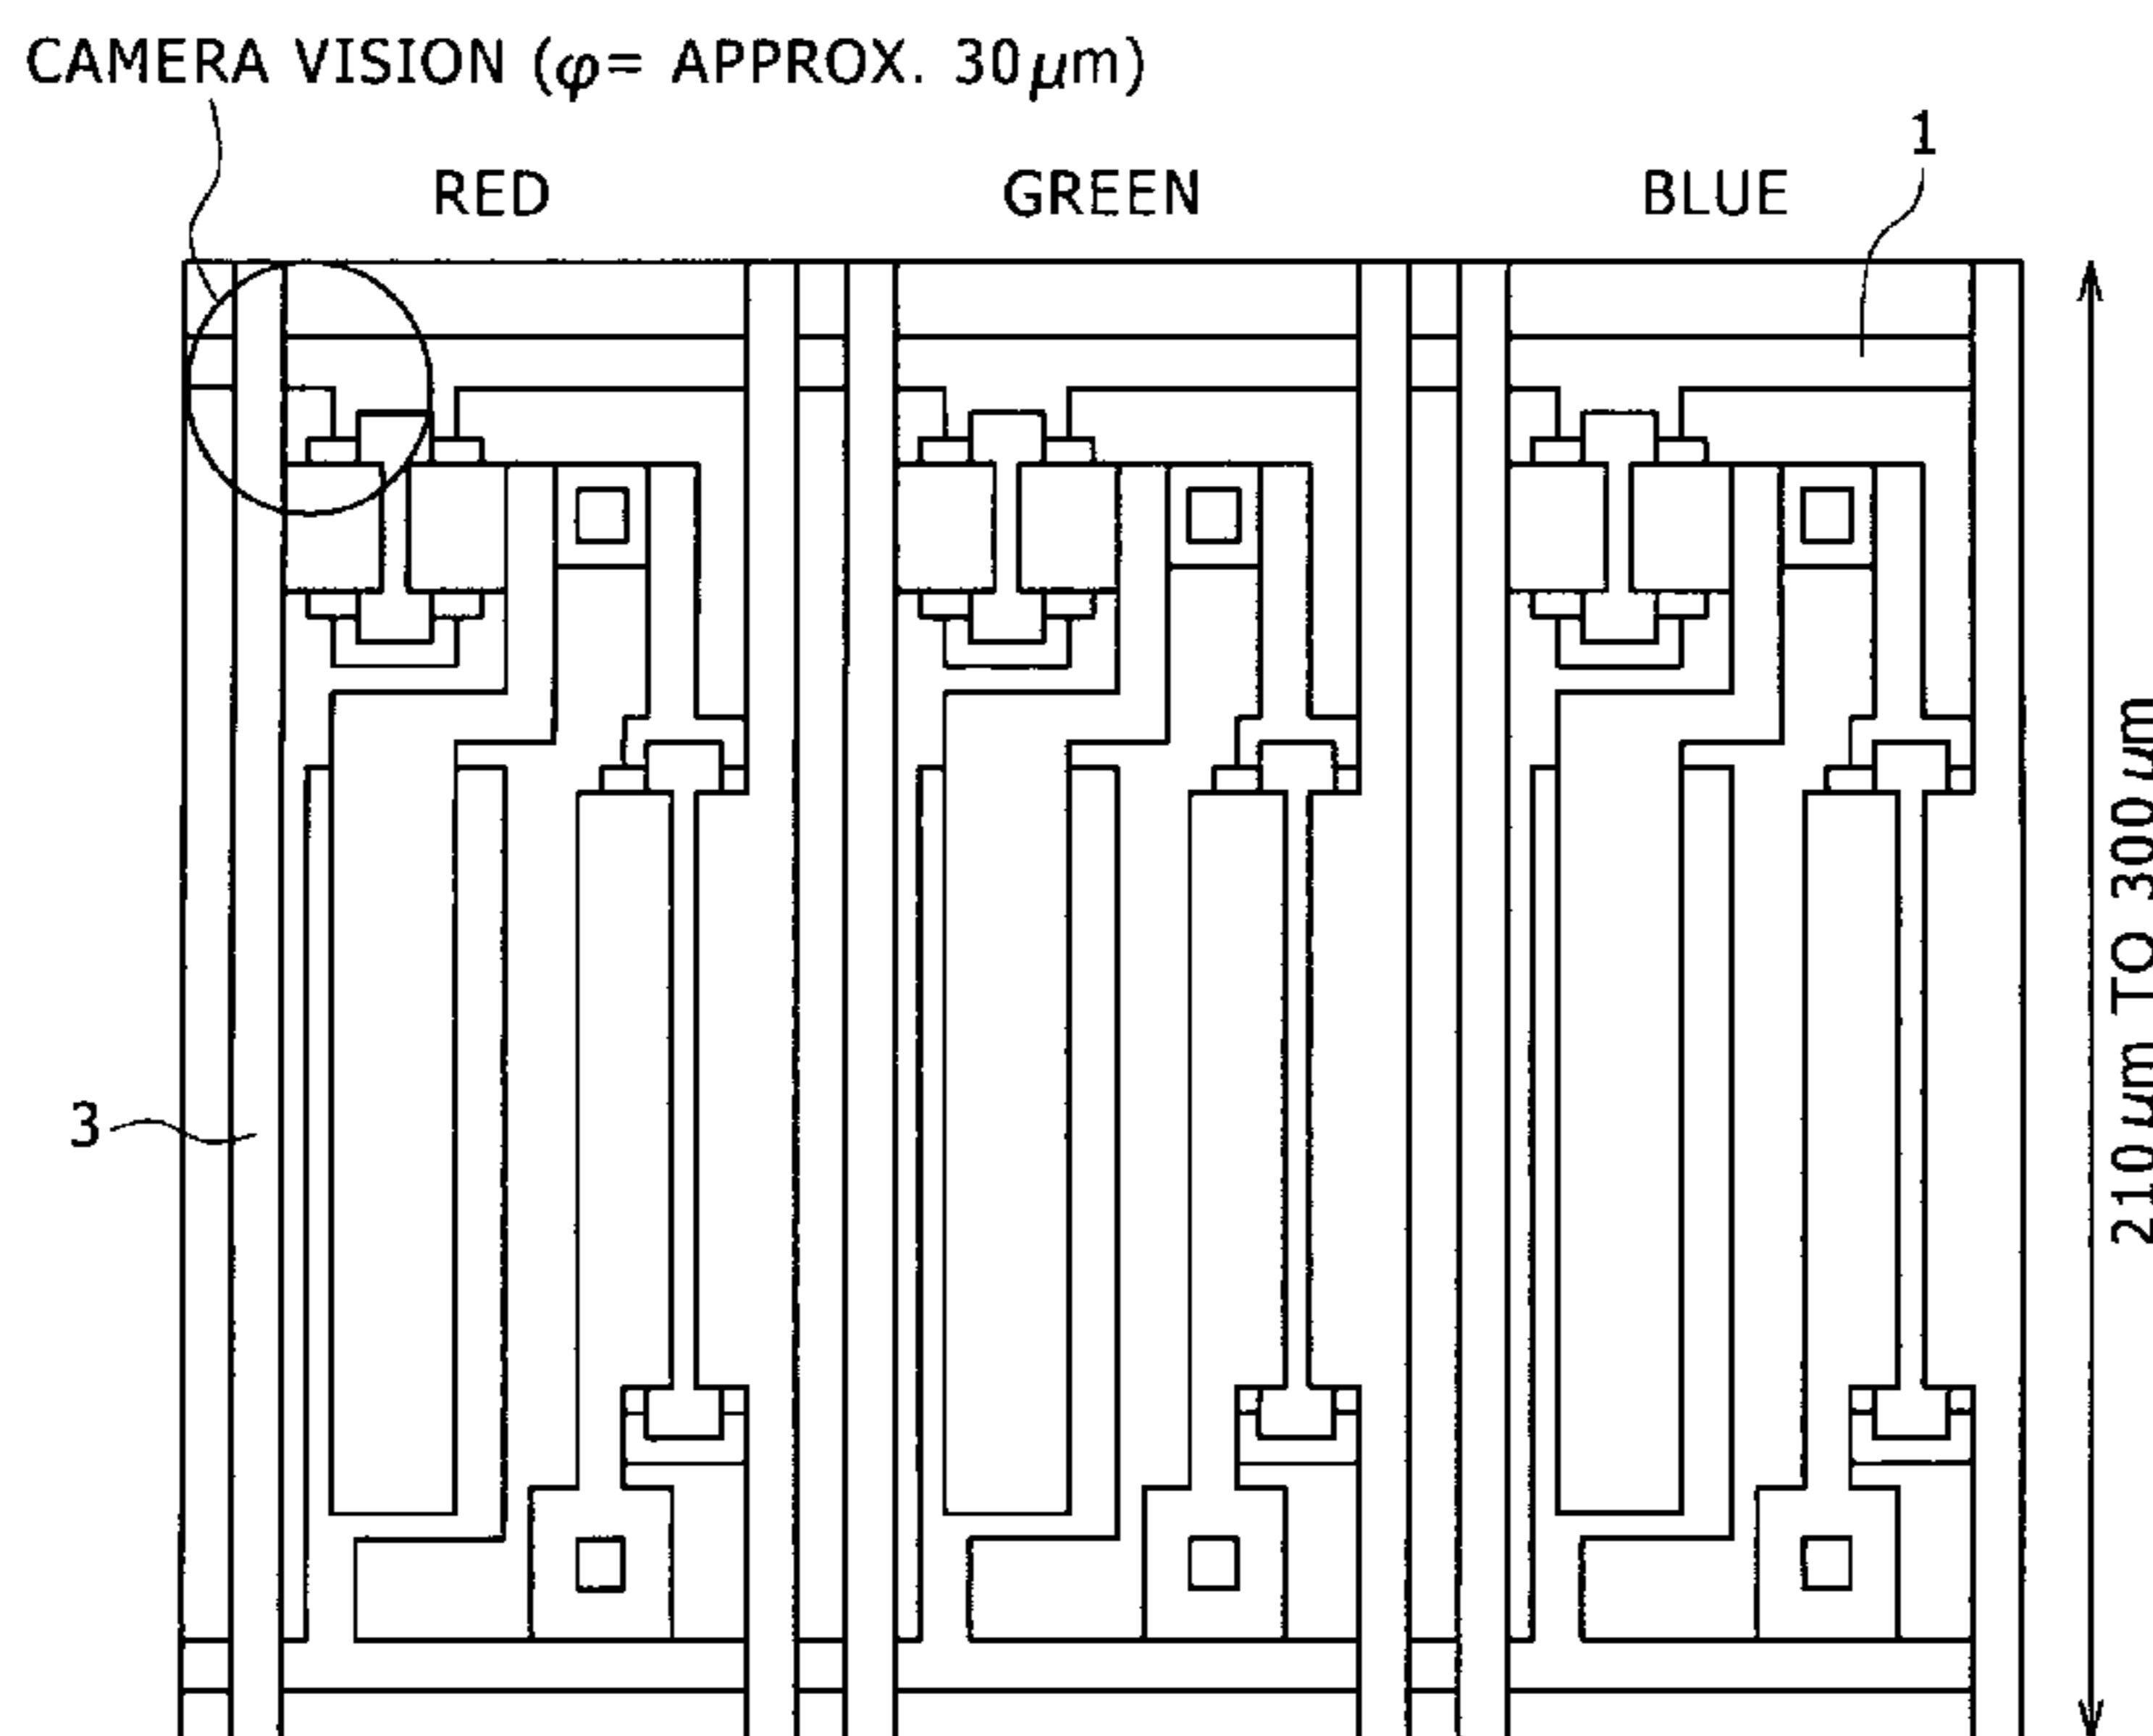 CAMERA VISION (φ= APPROX. 30μm)
1
RED GREEN BLUE
3
210μm TO 300μm